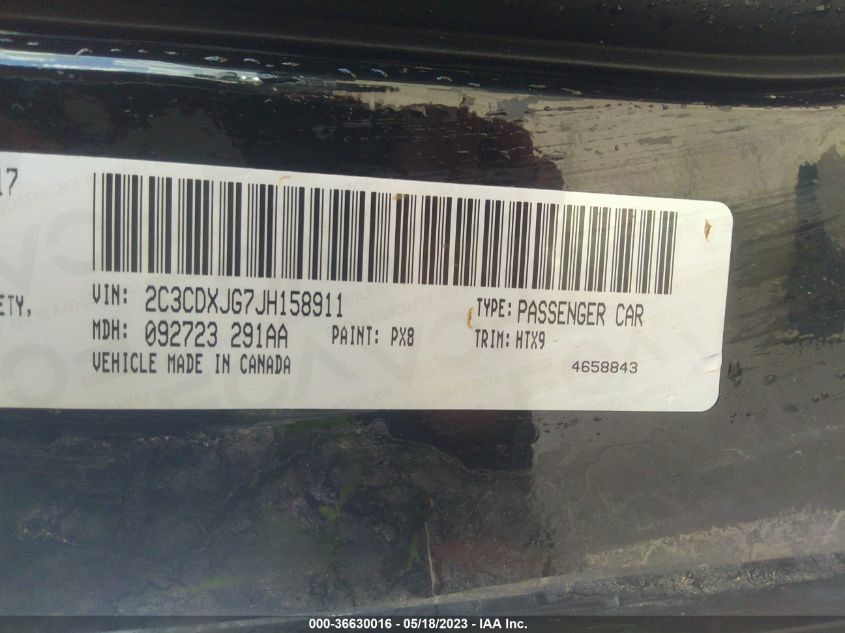 17
ETY,
VIN: 2C3CDXJG7JH158911 TYPE: PASSENGER CAR
MDH: 092723 291AA PAINT: PX8 TRIM: HTX9
VEHICLE MADE IN CANADA 4658843
000-36630016 - 05/18/2023 - IAA Inc.